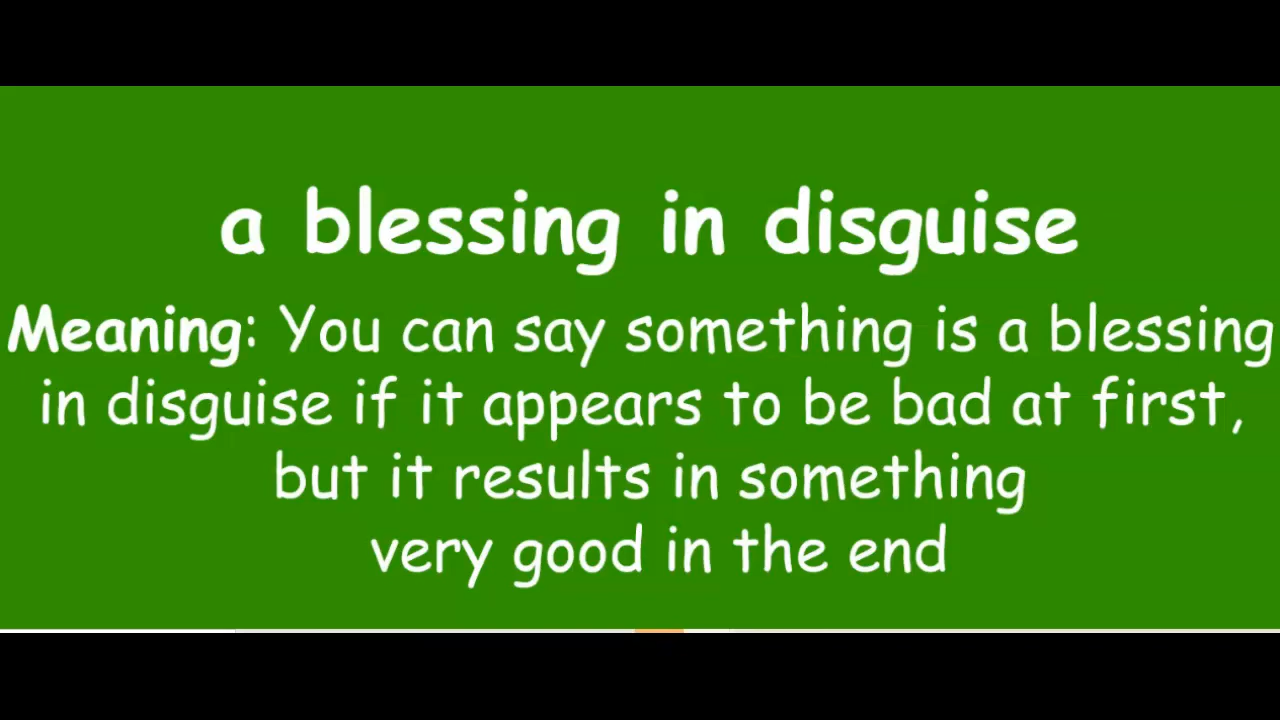 a blessing in disguise
Meaning: You can say something is a blessing
in disguise if it appears to be bad at first,
but it results in something
very good in the end